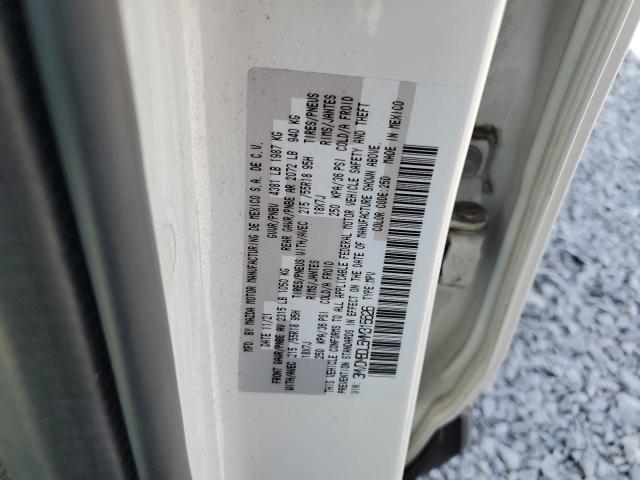 MFD. BY MAZDA MOTOR MANUFACTURING DE MEXICO S.A. DE C.V.
DATE 11/21 GVWR/PNBV 4381 LB 1987 KG
FRONT GAWR/PNBE AV 2315 LB 1050 KG REAR GAWR/PNBE AR 2072 LB 940 KG
WITH/AVEC 215/55R18 95H TIRES/PNEUS WITH/AVEC 215/55R18 95H TIRES/PNEUS
18X7J RIMS/JANTES 18X7J RIMS/JANTES
250 KPA/36 PSI COLD/A FROID 250 KPA/36 PSI COLD/A FROID
THIS VEHICLE CONFORMS TO ALL APPLICABLE FEDERAL MOTOR VEHICLE SAFETY AND THEFT
PREVENTION STANDARDS IN EFFECT ON THE DATE OF MANUFACTURE SHOWN ABOVE.
VIN: TYPE:MPV COLOR CODE:25D
MADE IN MEXICO